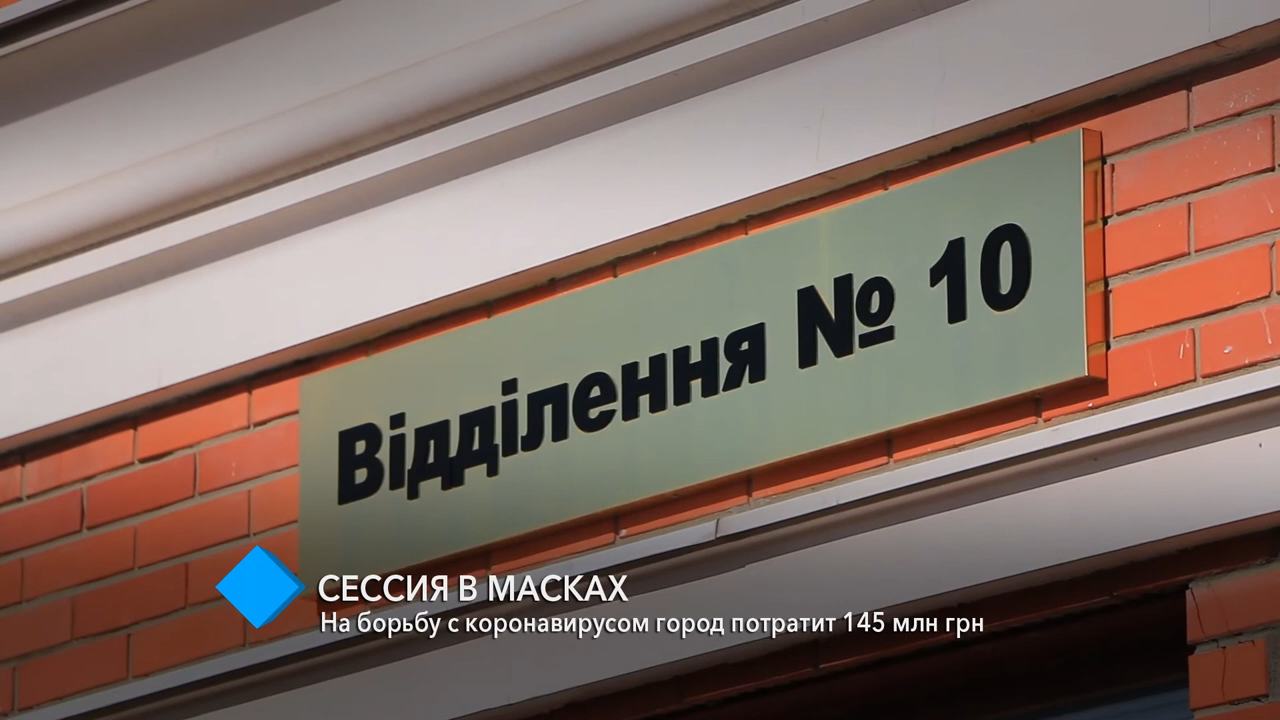 Відділення № 10
СЕССИЯ В МАСКАХ
На борьбу с коронавирусом город потратит 145 млн грн